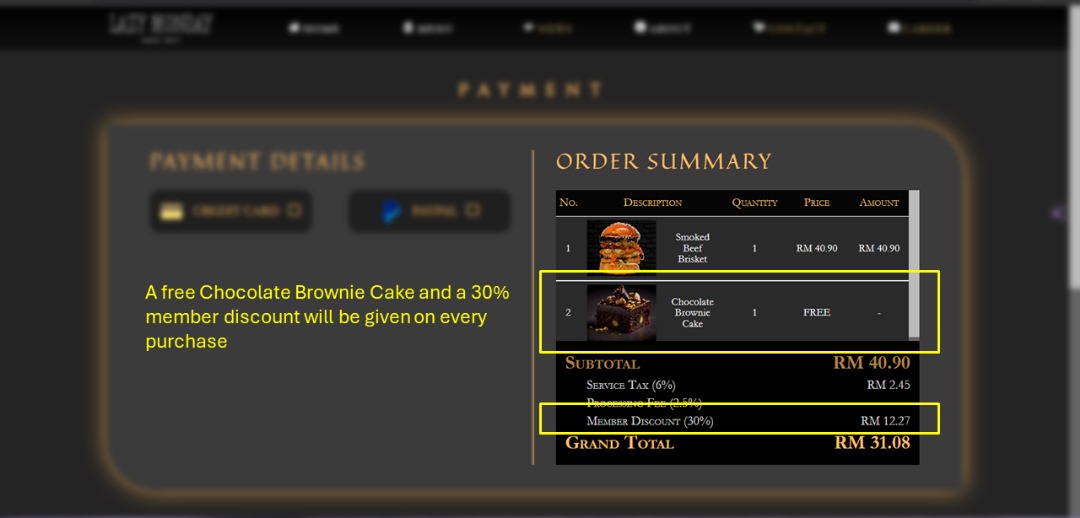 LAZY MONDAY
HOME MENU NEWS ABOUT CONTACT CAREER
PAYMENT
PAYMENT DETAILS
CREDIT CARD PAYPAL
A free Chocolate Brownie Cake and a 30%
member discount will be given on every
purchase
ORDER SUMMARY
No. Description Quantity Price Amount
1 Smoked Beef Brisket 1 RM 40.90 RM 40.90
2 Chocolate Brownie Cake 1 FREE -
Subtotal RM 40.90
Service Tax (6%) RM 2.45
Processing Fee (2.5%)
Member Discount (30%) RM 12.27
Grand Total RM 31.08